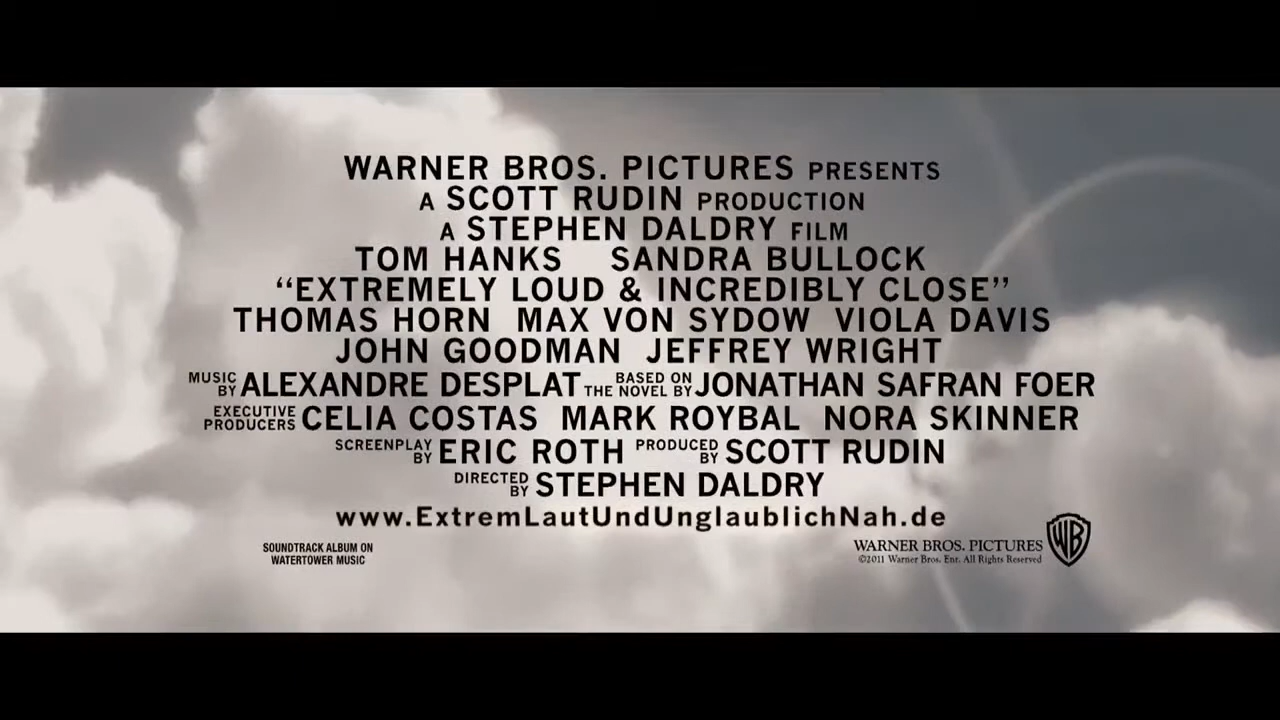 WARNER BROS. PICTURES PRESENTS
A SCOTT RUDIN PRODUCTION
A STEPHEN DALDRY FILM
TOM HANKS SANDRA BULLOCK
“EXTREMELY LOUD & INCREDIBLY CLOSE”
THOMAS HORN MAX VON SYDOW VIOLA DAVIS
JOHN GOODMAN JEFFREY WRIGHT
MUSIC BY ALEXANDRE DESPLAT BASED ON THE NOVEL BY JONATHAN SAFRAN FOER
EXECUTIVE PRODUCERS CELIA COSTAS MARK ROYBAL NORA SKINNER
SCREENPLAY BY ERIC ROTH PRODUCED BY SCOTT RUDIN
DIRECTED BY STEPHEN DALDRY
www.ExtremLautUndUnglaublichNah.de
SOUNDTRACK ALBUM ON
WATERTOWER MUSIC
WARNER BROS. PICTURES
©2011 Warner Bros. Ent. All Rights Reserved
WB